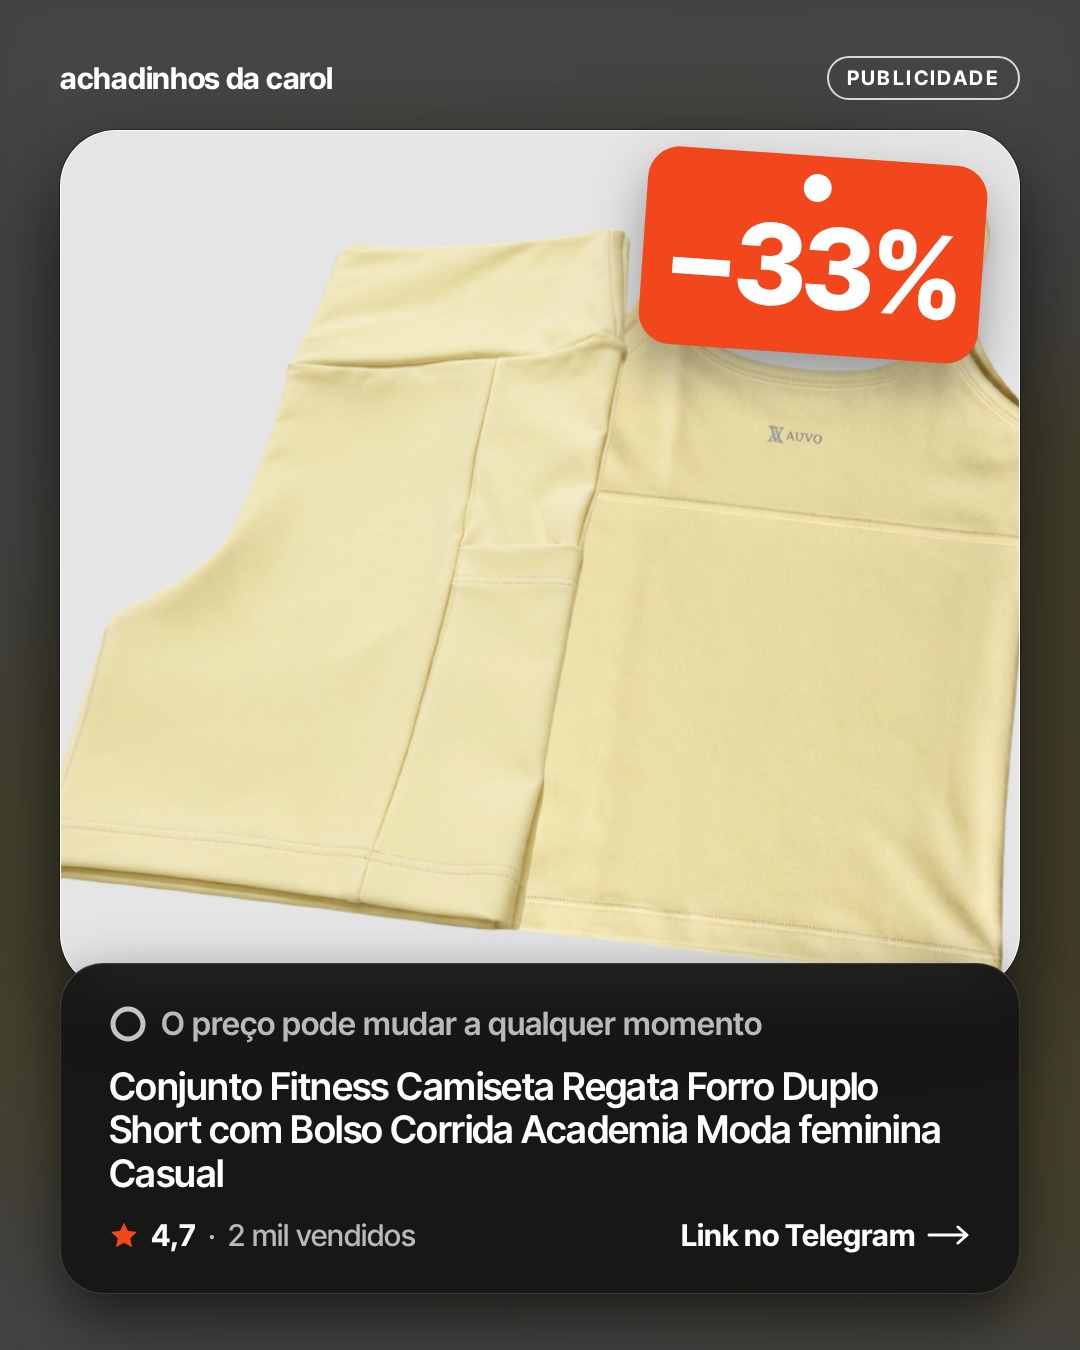 achadinhos da carol
PUBLICIDADE
–33%
AUVO
O preço pode mudar a qualquer momento
Conjunto Fitness Camiseta Regata Forro Duplo
Short com Bolso Corrida Academia Moda feminina
Casual
4,7 · 2 mil vendidos
Link no Telegram →